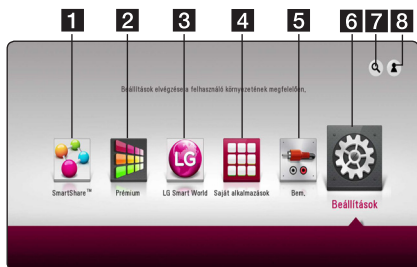 1 2 3 4 5 6 7 8
Beállítások elvégzése a felhasználó környezetének megfelelően.
LG
SmartShare™ Prémium LG Smart World Saját alkalmazások Bem.
Beállítások